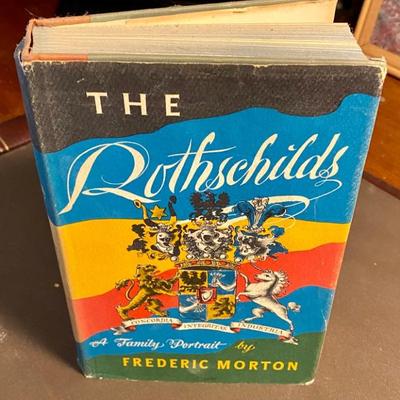 THE
Rothschilds
CONCORDIA INTEGRITAS INDUSTRIA
A Family Portrait by
FREDERIC MORTON